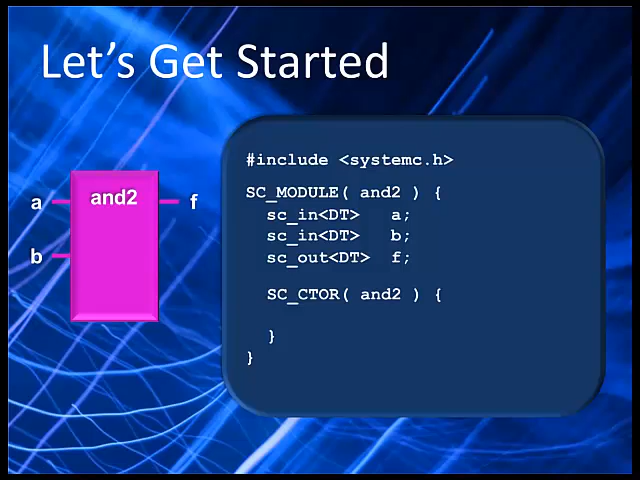 Let's Get Started
and2
a
f
b
#include <systemc.h>
SC_MODULE( and2 ) {
sc_in<DT> a;
sc_in<DT> b;
sc_out<DT> f;
SC_CTOR( and2 ) {
}
}